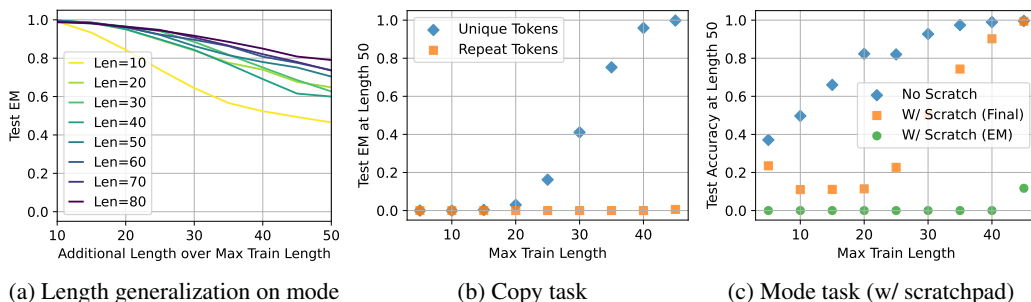 Test EM
1.0
0.8
0.6
0.4
0.2
0.0
Len=10
Len=20
Len=30
Len=40
Len=50
Len=60
Len=70
Len=80
10 20 30 40 50
Additional Length over Max Train Length
(a) Length generalization on mode
Test EM at Length 50
1.0
0.8
0.6
0.4
0.2
0.0
Unique Tokens
Repeat Tokens
10 20 30 40
Max Train Length
(b) Copy task
Test Accuracy at Length 50
1.0
0.8
0.6
0.4
0.2
0.0
No Scratch
W/ Scratch (Final)
W/ Scratch (EM)
10 20 30 40
Max Train Length
(c) Mode task (w/ scratchpad)